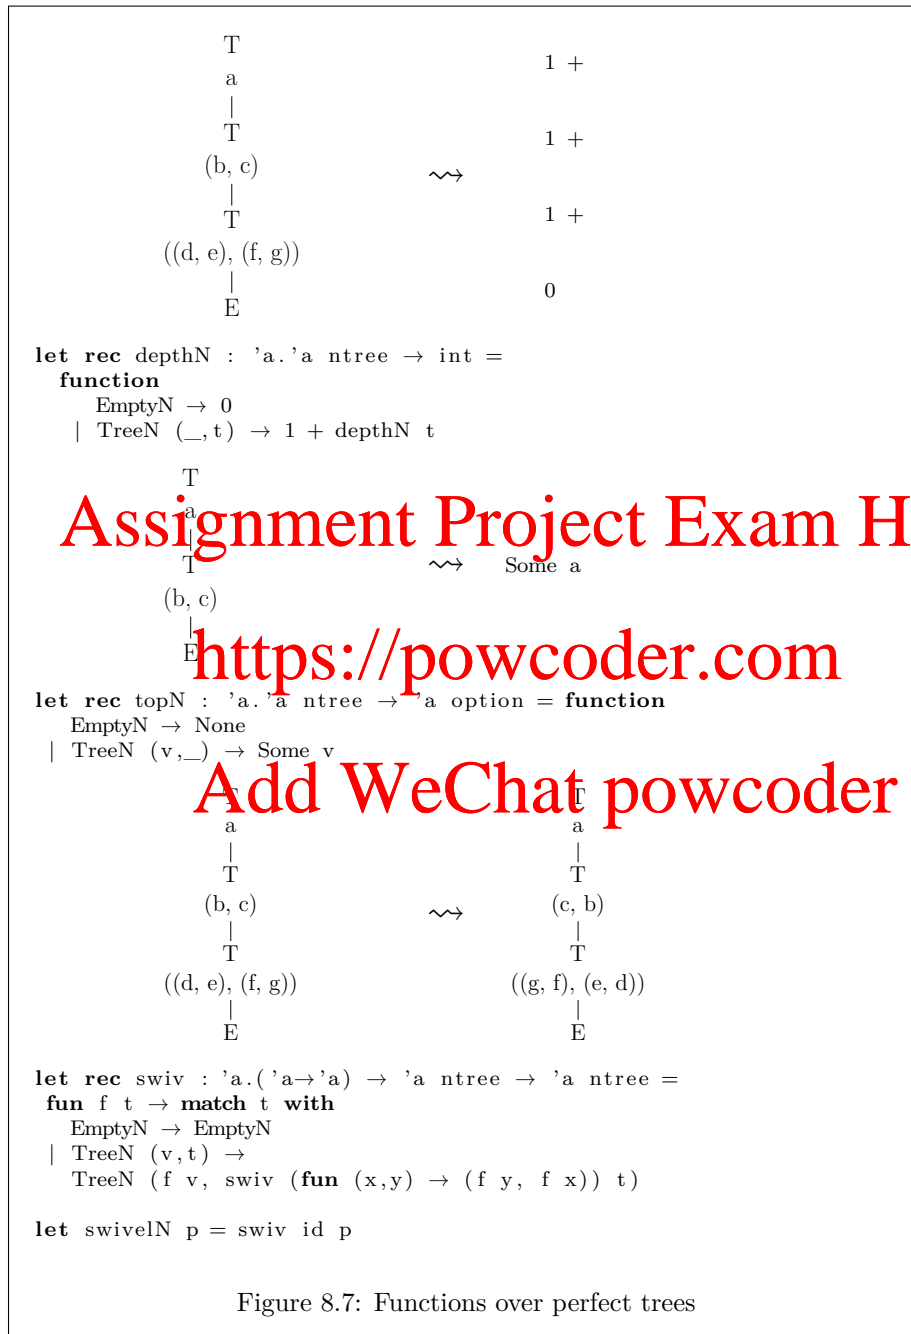 T
a
|
T
(b, c)
|
T
((d, e), (f, g))
|
E
⇝
1 +
1 +
1 +
0
let rec depthN : 'a.'a ntree → int =
function
EmptyN → 0
| TreeN (_,t) → 1 + depthN t
T
a
|
T
(b, c)
|
E
⇝
Some a
Assignment Project Exam H
https://powcoder.com
let rec topN : 'a.'a ntree → 'a option = function
EmptyN → None
| TreeN (v,_) → Some v
Add WeChat powcoder
T
a
|
T
(b, c)
|
T
((d, e), (f, g))
|
E
⇝
T
a
|
T
(c, b)
|
T
((g, f), (e, d))
|
E
let rec swiv : 'a.('a→'a) → 'a ntree → 'a ntree =
fun f t → match t with
EmptyN → EmptyN
| TreeN (v,t) →
TreeN (f v, swiv (fun (x,y) → (f y, f x)) t)
let swivelN p = swiv id p
Figure 8.7: Functions over perfect trees